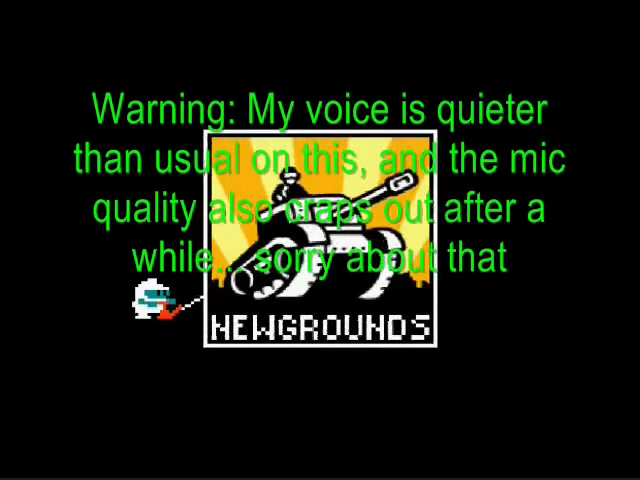 Warning: My voice is quieter
than usual on this, and the mic
quality also craps out after a
while... sorry about that
NEWGROUNDS